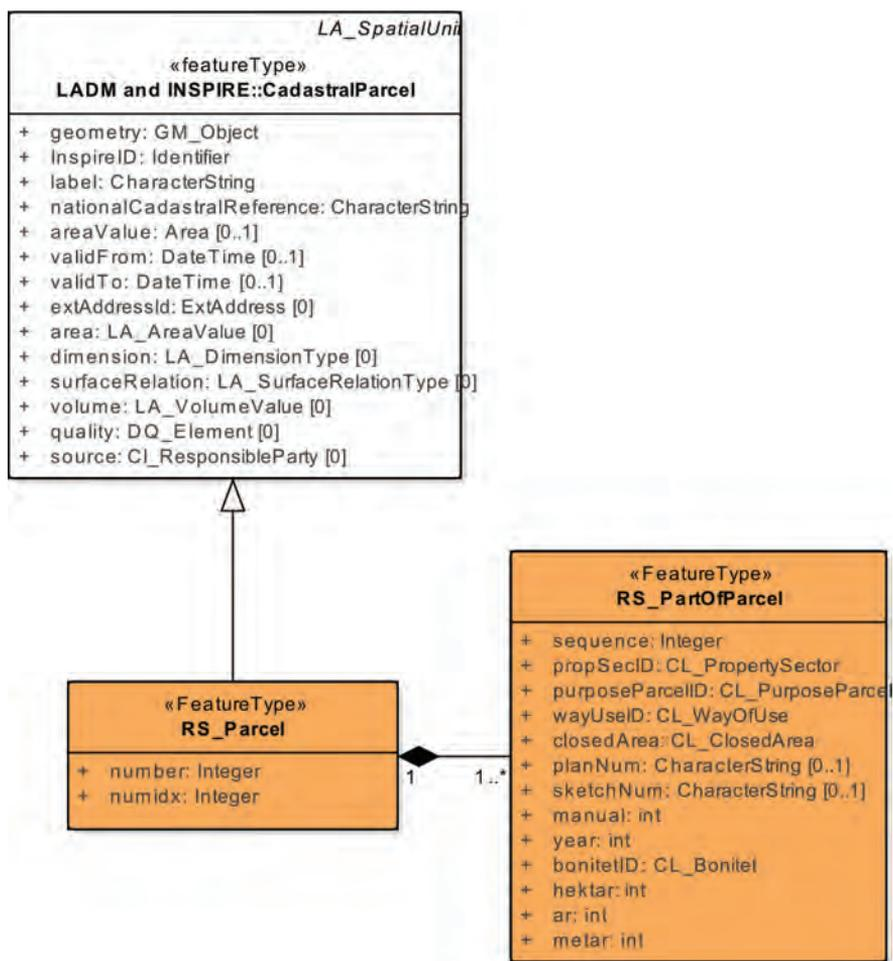 LA_SpatialUnit
«featureType»
LADM and INSPIRE::CadastralParcel
+ geometry: GM_Object
+ InspireID: Identifier
+ label: CharacterString
+ nationalCadastralReference: CharacterString
+ areaValue: Area [0..1]
+ validFrom: DateTime [0..1]
+ validTo: DateTime [0..1]
+ extAddressId: ExtAddress [0]
+ area: LA_AreaValue [0]
+ dimension: LA_DimensionType [0]
+ surfaceRelation: LA_SurfaceRelationType [0]
+ volume: LA_VolumeValue [0]
+ quality: DQ_Element [0]
+ source: CI_ResponsibleParty [0]
«FeatureType»
RS_Parcel
+ number: Integer
+ numidx: Integer
1
1..*
«FeatureType»
RS_PartOfParcel
+ sequence: Integer
+ propSecID: CL_PropertySector
+ purposeParcelID: CL_PurposeParcel
+ wayUseID: CL_WayOfUse
+ closedArea: CL_ClosedArea
+ planNum: CharacterString [0..1]
+ sketchNum: CharacterString [0..1]
+ manual: int
+ year: int
+ bonitetID: CL_Bonitet
+ hektar: int
+ ar: int
+ metar: int